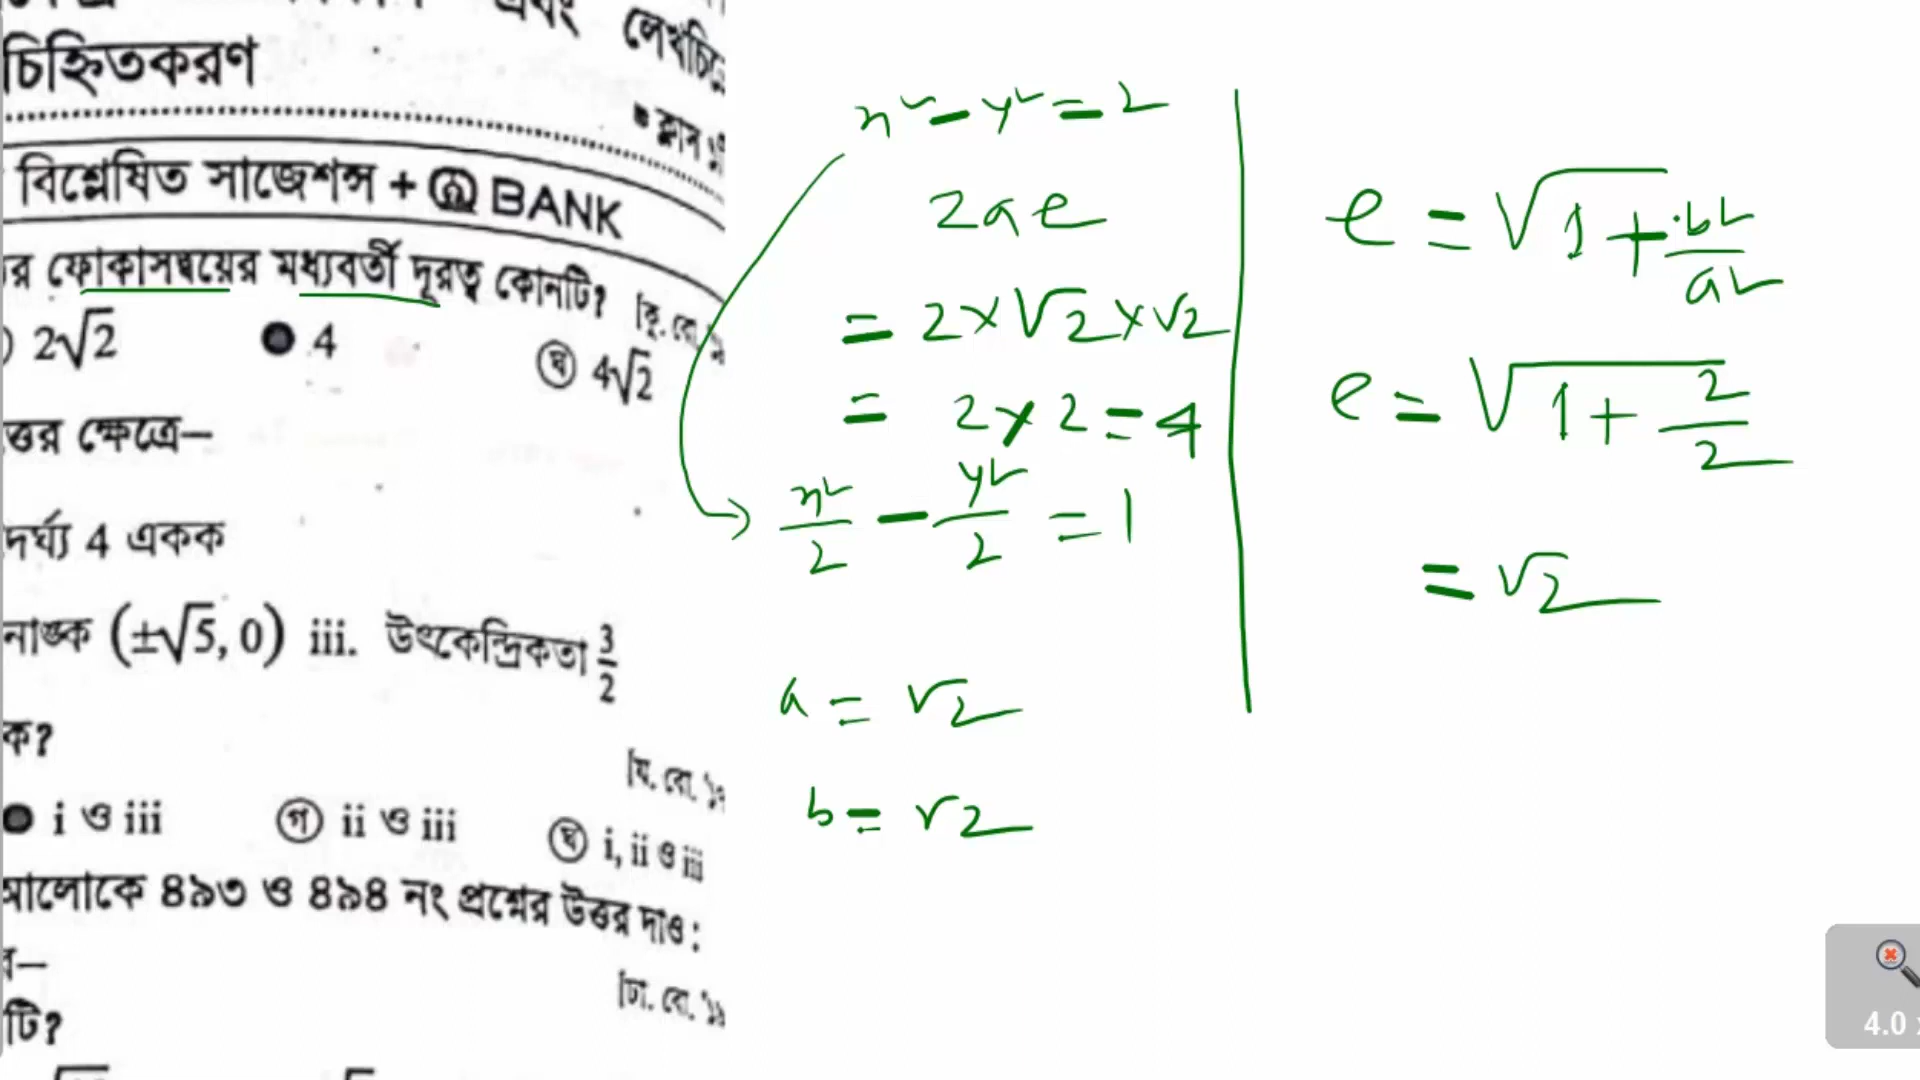 এবং লেখচিত্রে
চিহ্নিতকরণ
বিশ্লেষিত সাজেশন্স + BANK
র ফোকাসদ্বয়ের মধ্যবর্তী দূরত্ব কোনটি? [কু. বো.
2√2 4 ঘ 4√2
ত্তর ক্ষেত্রে–
দৈর্ঘ্য 4 একক
নাঙ্ক (±√5, 0) iii. উৎকেন্দ্রিকতা 3/2
ক?
[য. বো. '১৭
i ও iii গ ii ও iii ঘ i, ii ও iii
আলোকে ৪৯৩ ও ৪৯৪ নং প্রশ্নের উত্তর দাও:
[ঢা. বো.
টি?
x² - y² = 2
2ae
= 2 × √2 × √2
= 2 × 2 = 4
x²/2 - y²/2 = 1
a = √2
b = √2
e = √1 + b²/a²
e = √1 + 2/2
= √2
4.0 x